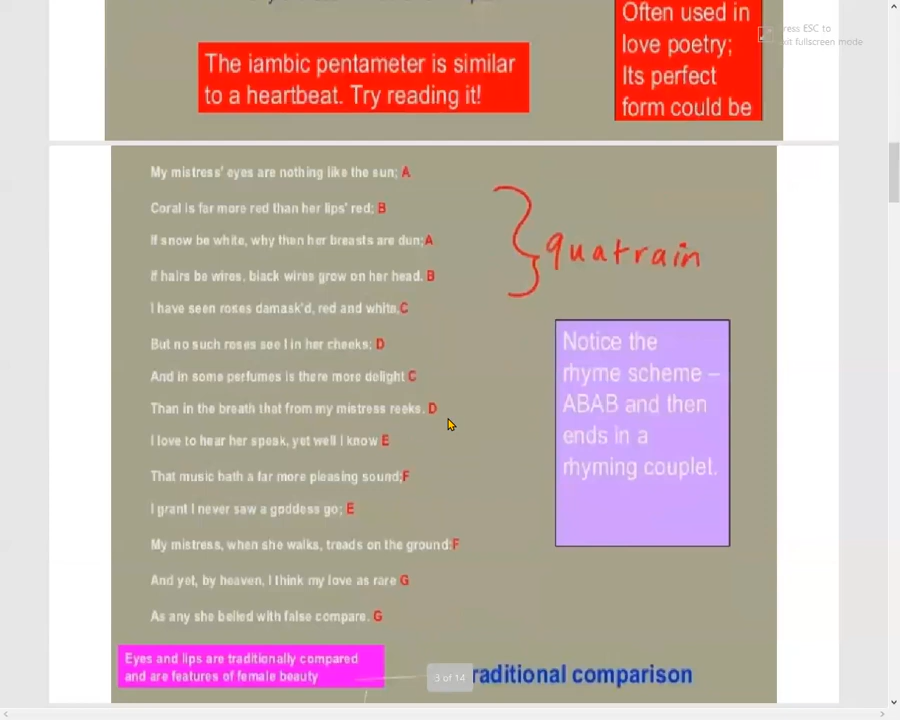 Often used in
love poetry;
Its perfect
form could be
press ESC to
exit fullscreen mode
The iambic pentameter is similar
to a heartbeat. Try reading it!
My mistress' eyes are nothing like the sun; A
Coral is far more red than her lips' red; B
If snow be white, why then her breasts are dun; A
If hairs be wires, black wires grow on her head. B
I have seen roses damask'd, red and white, C
But no such roses see I in her cheeks; D
And in some perfumes is there more delight C
Than in the breath that from my mistress reeks. D
I love to hear her speak, yet well I know E
That music hath a far more pleasing sound; F
I grant I never saw a goddess go; E
My mistress, when she walks, treads on the ground: F
And yet, by heaven, I think my love as rare G
As any she belied with false compare. G
quatrain
Notice the
rhyme scheme –
ABAB and then
ends in a
rhyming couplet.
Eyes and lips are traditionally compared
and are features of female beauty
3 of 14
raditional comparison